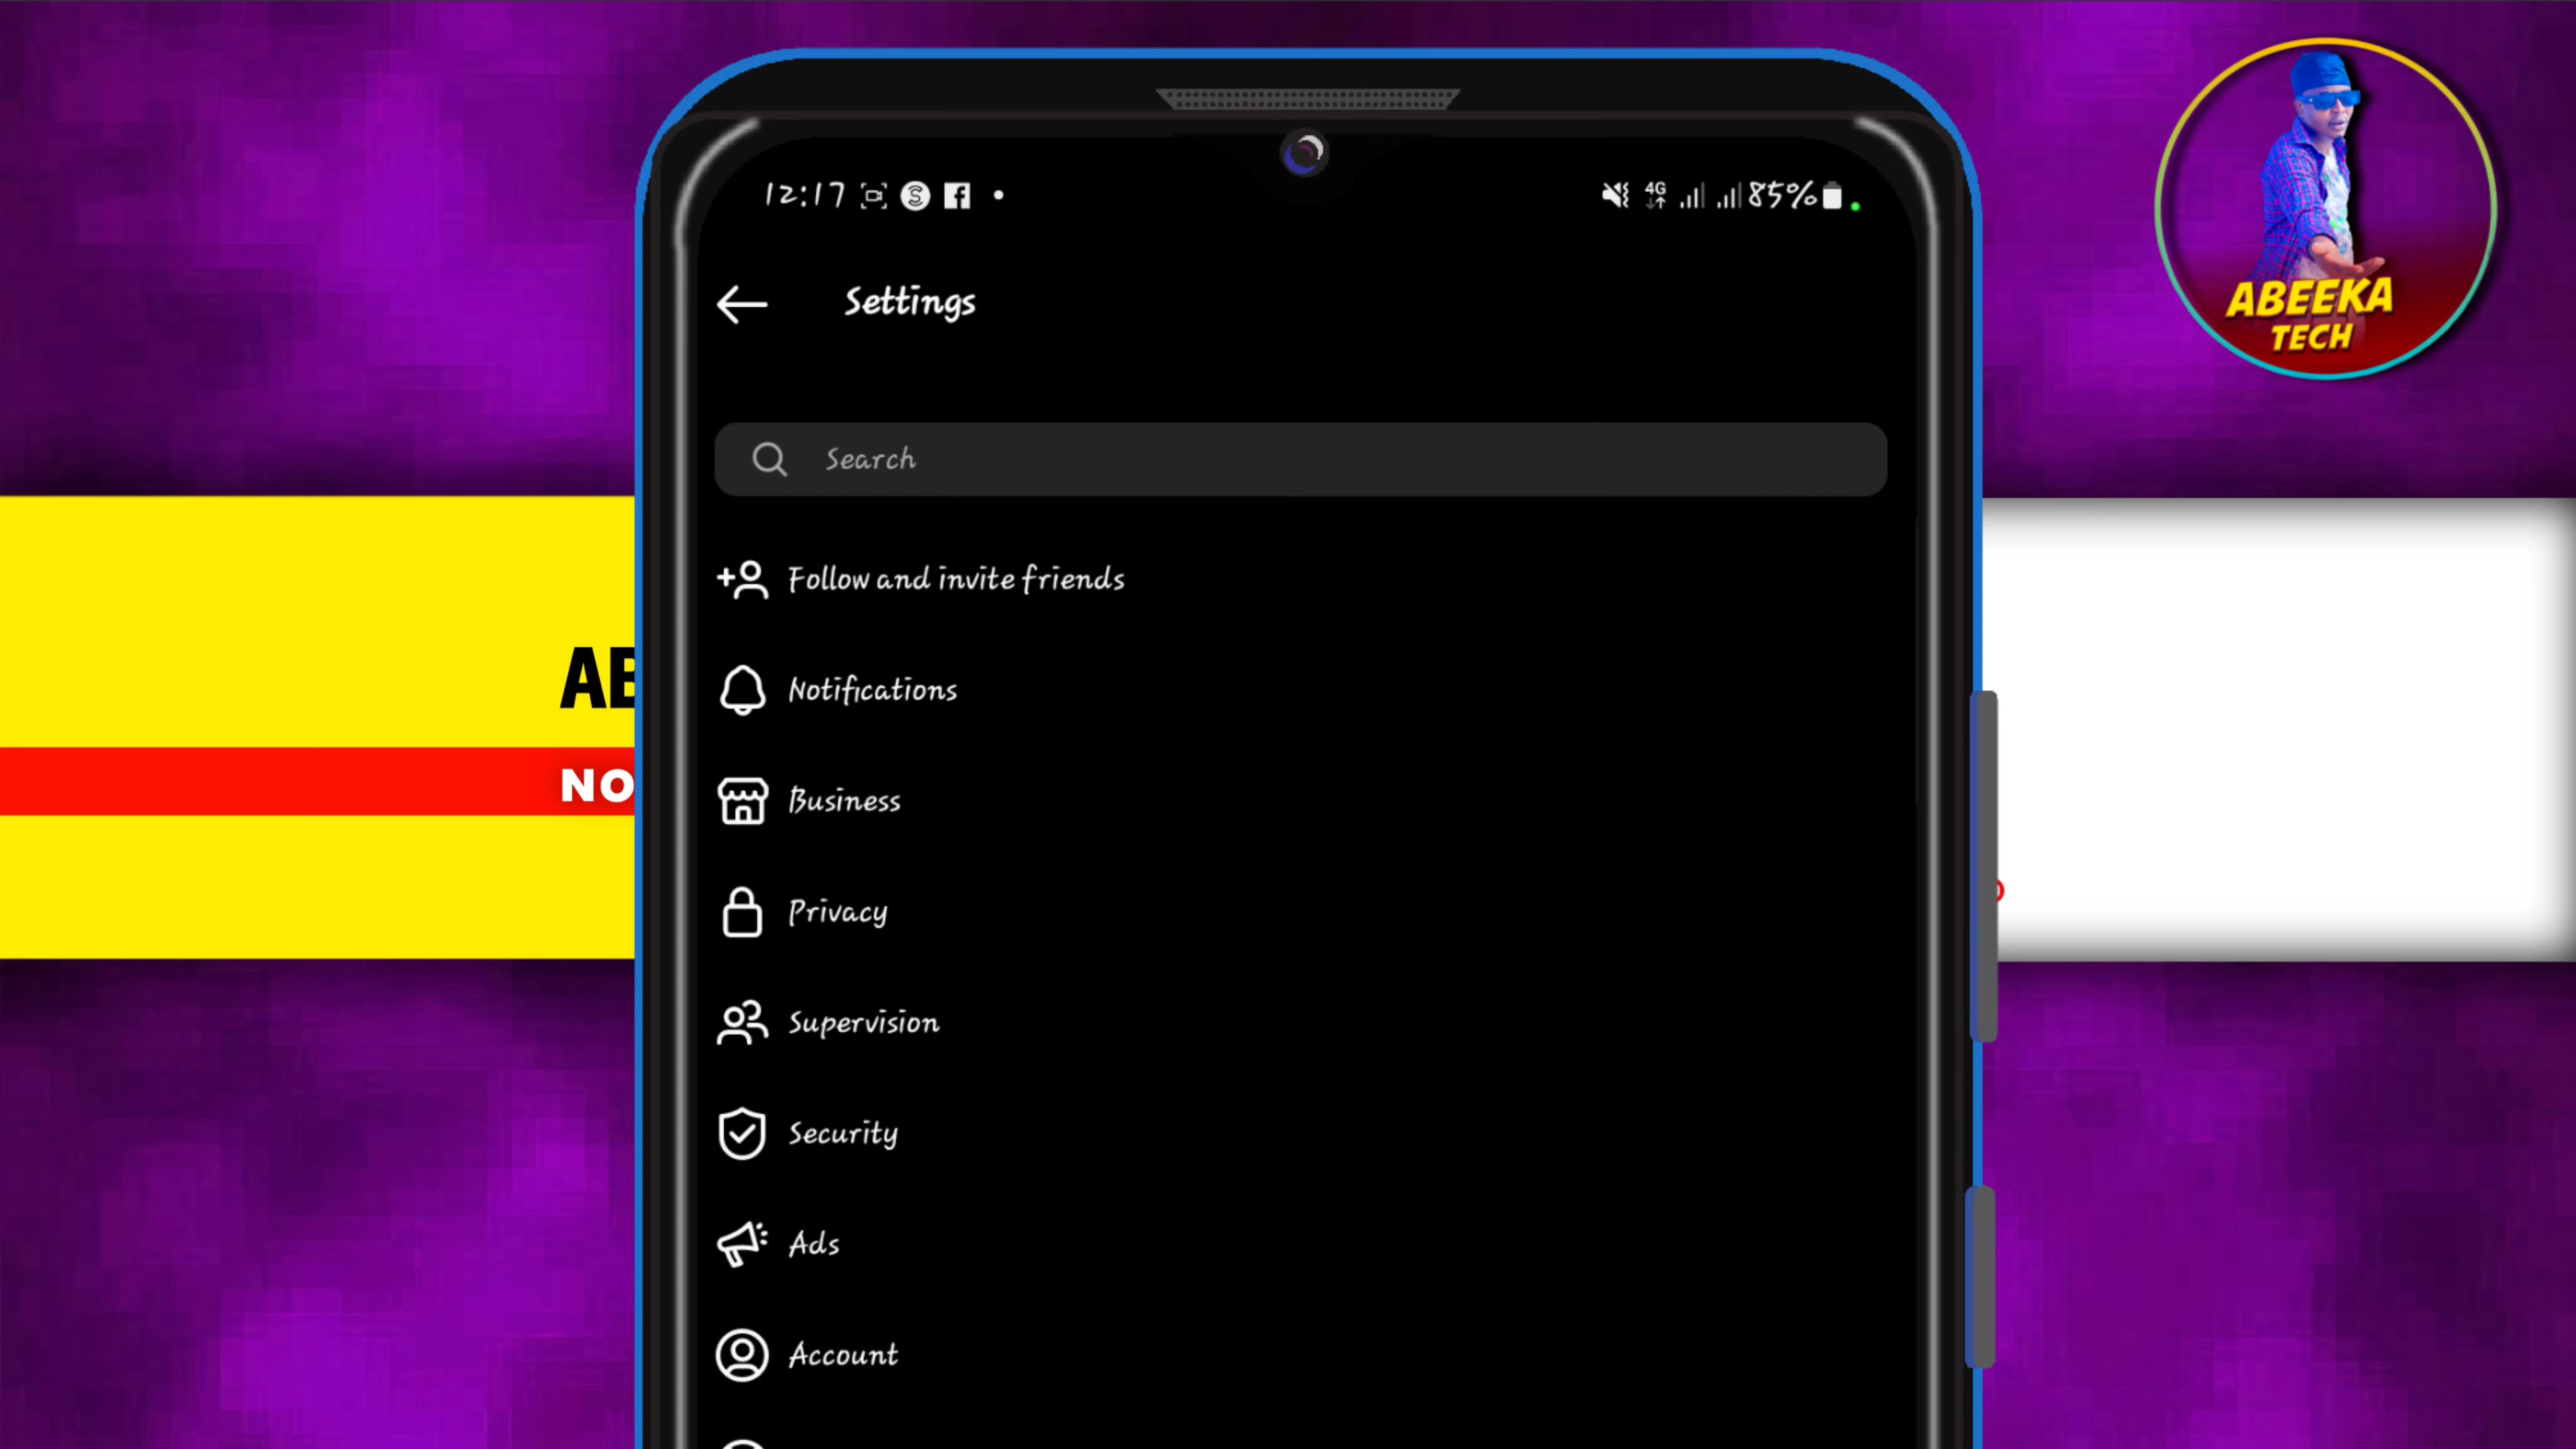 12:17
4G
85%
Settings
Search
Follow and invite friends
Notifications
Business
Privacy
Supervision
Security
Ads
Account
ABEEKA
TECH
AB
NO